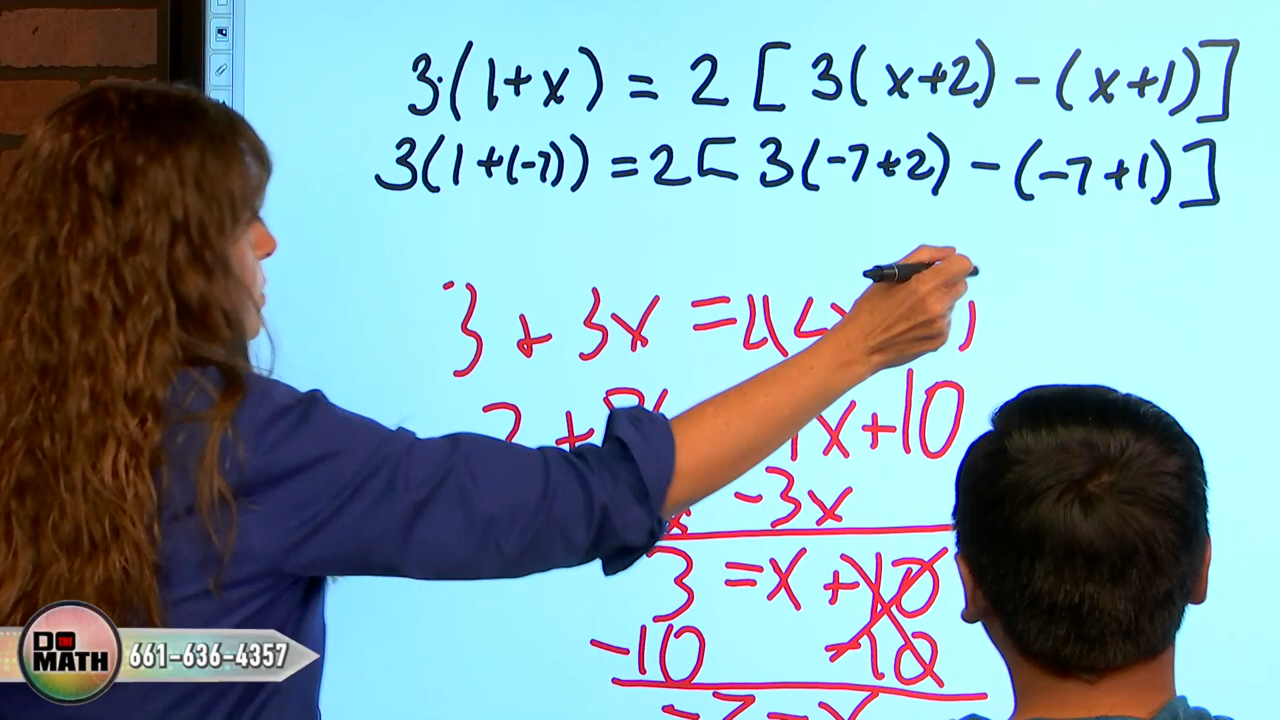 3·(1+x) = 2[3(x+2)-(x+1)]
3(1+(-7)) = 2[3(-7+2)-(-7+1)]
3 + 3x =
x+10
-3x
3 = x + 10
-10 -10
-7 = x
DO THE MATH 661-636-4357